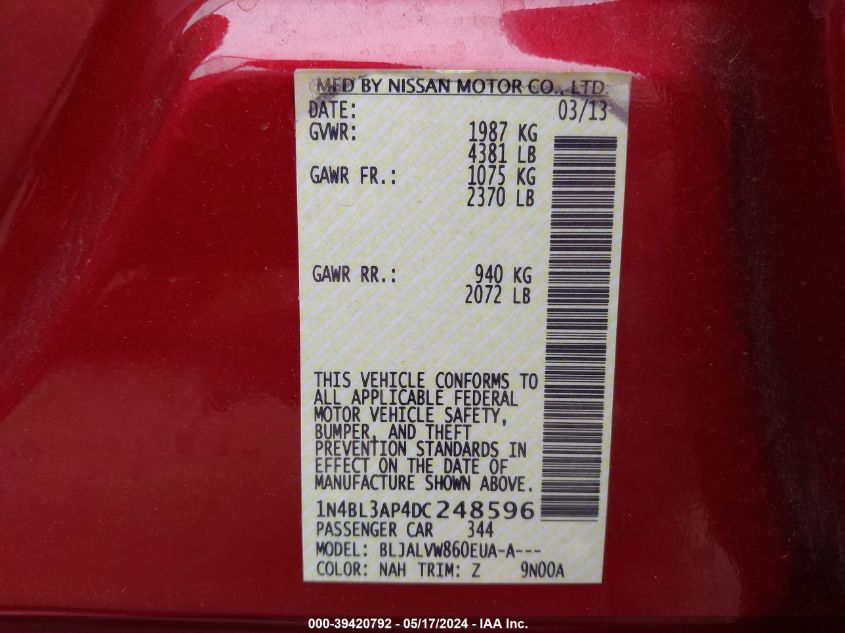 MFD BY NISSAN MOTOR CO., LTD.
DATE: 03/13
GVWR: 1987 KG
4381 LB
GAWR FR.: 1075 KG
2370 LB
GAWR RR.: 940 KG
2072 LB
THIS VEHICLE CONFORMS TO
ALL APPLICABLE FEDERAL
MOTOR VEHICLE SAFETY,
BUMPER, AND THEFT
PREVENTION STANDARDS IN
EFFECT ON THE DATE OF
MANUFACTURE SHOWN ABOVE.
1N4BL3AP4DC248596
PASSENGER CAR 344
MODEL: BLJALVW860EUA-A---
COLOR: NAH TRIM: Z 9N00A
000-39420792 - 05/17/2024 - IAA Inc.